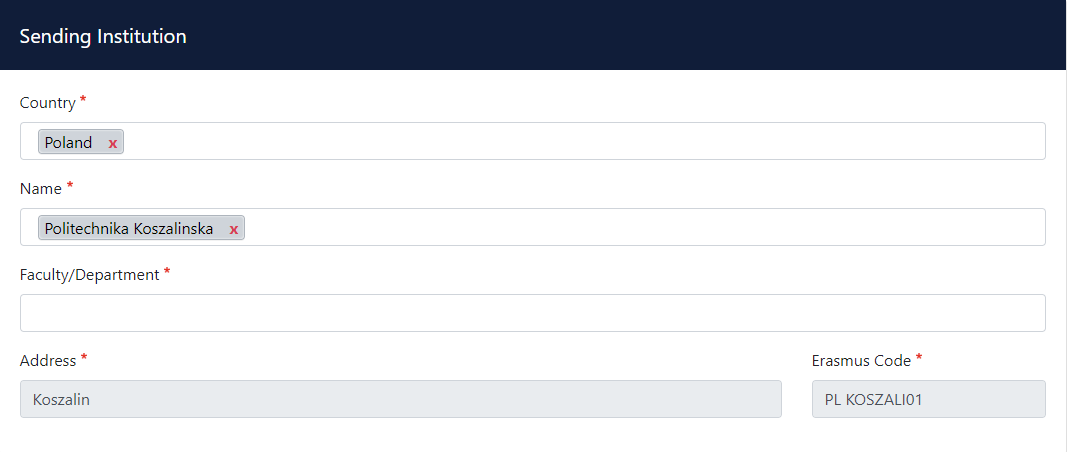 Sending Institution
Country *
Poland x
Name *
Politechnika Koszalinska x
Faculty/Department *
Address * Erasmus Code *
Koszalin PL KOSZALI01